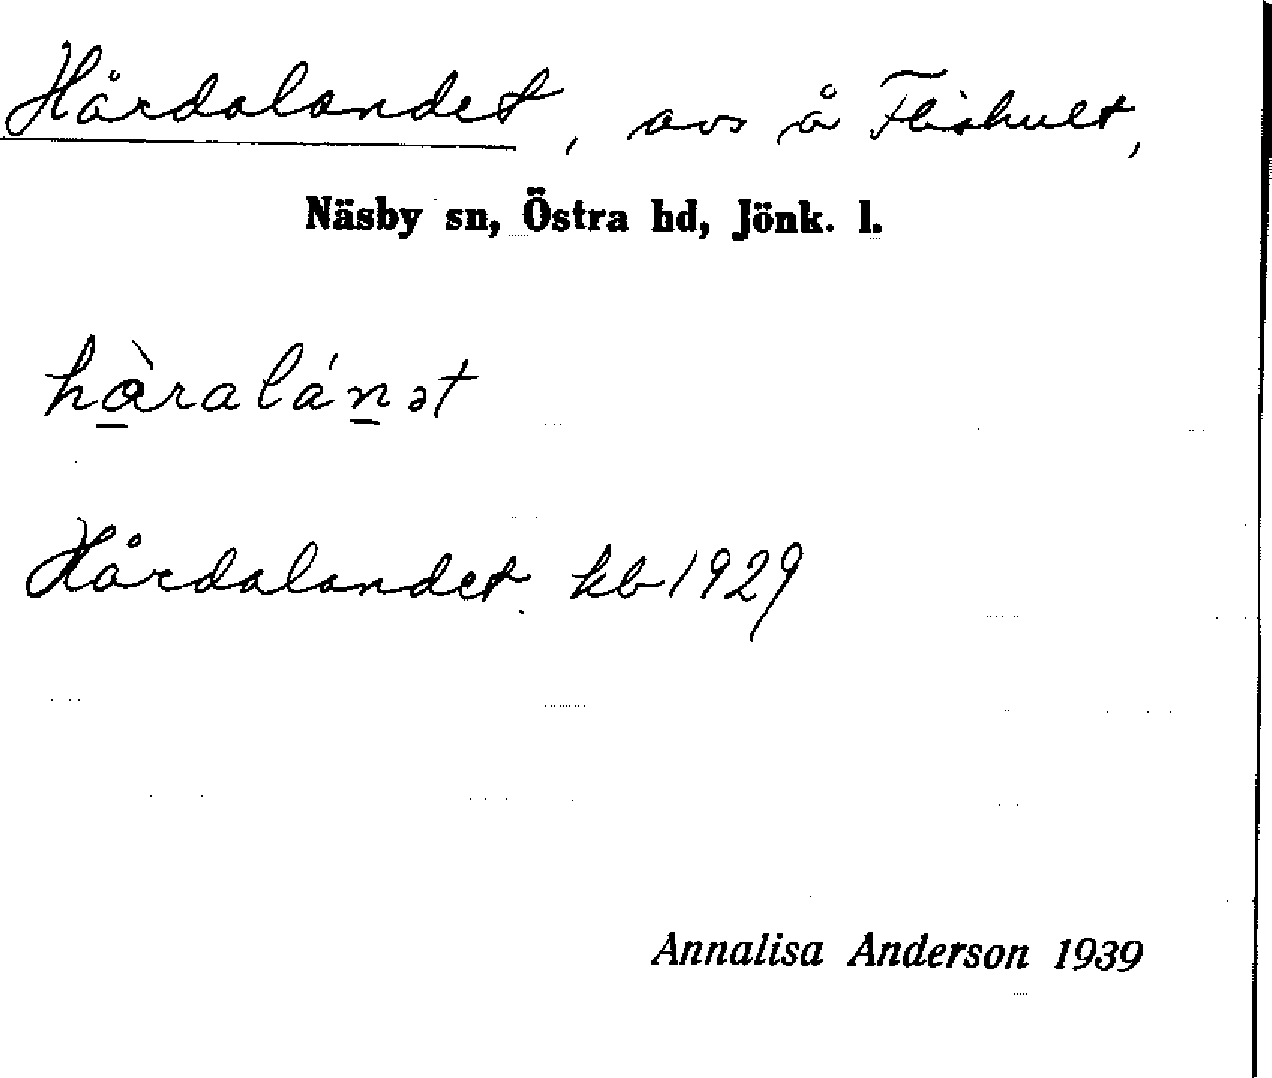 Hårdalandet, avs å Flishult,
Näsby sn, Östra hd, Jönk. l.
hàralánət
Hårdalandet kb 1929
Annalisa Anderson 1939